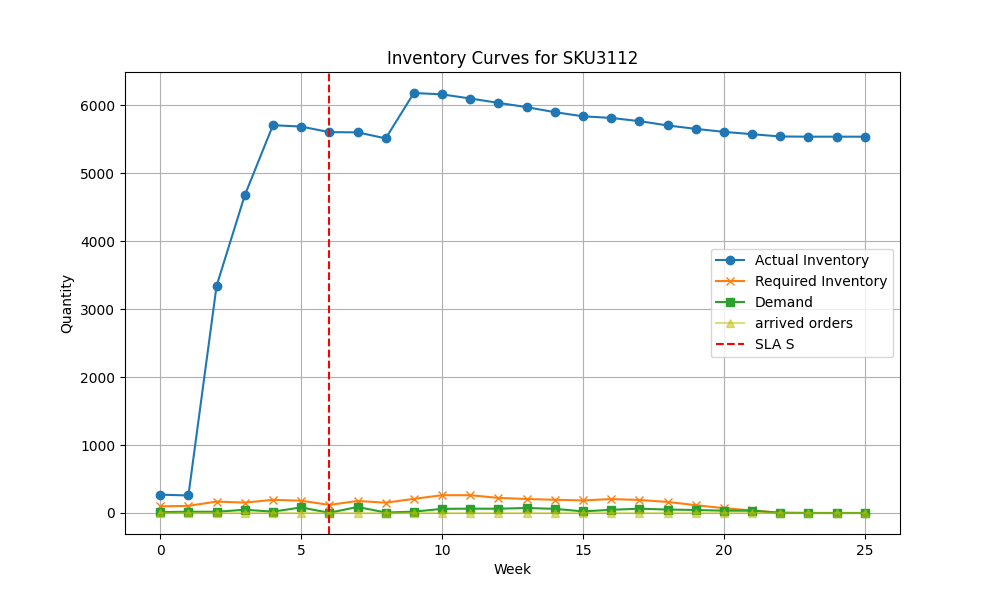 Inventory Curves for SKU3112
Quantity
6000
5000
4000
3000
2000
1000
0
Actual Inventory
Required Inventory
Demand
arrived orders
SLA S
0 5 10 15 20 25
Week